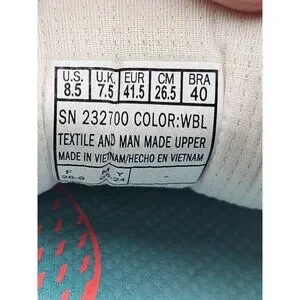 U.S. U.K. EUR CM BRA
8.5 7.5 41.5 26.5 40
SN 232700 COLOR:WBL
TEXTILE AND MAN MADE UPPER
MADE IN VIETNAM/HECHO EN VIETNAM
F M Y
-